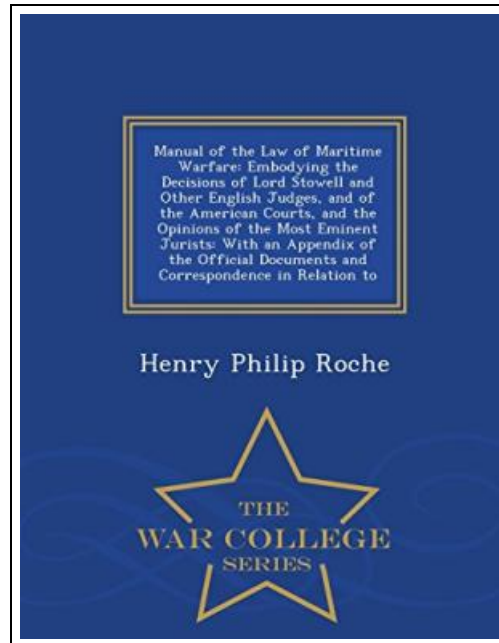 Manual of the Law of Maritime
Warfare: Embodying the
Decisions of Lord Stowell and
Other English Judges, and of
the American Courts, and the
Opinions of the Most Eminent
Jurists: With an Appendix of
the Official Documents and
Correspondence in Relation to
Henry Philip Roche
THE
WAR COLLEGE
SERIES